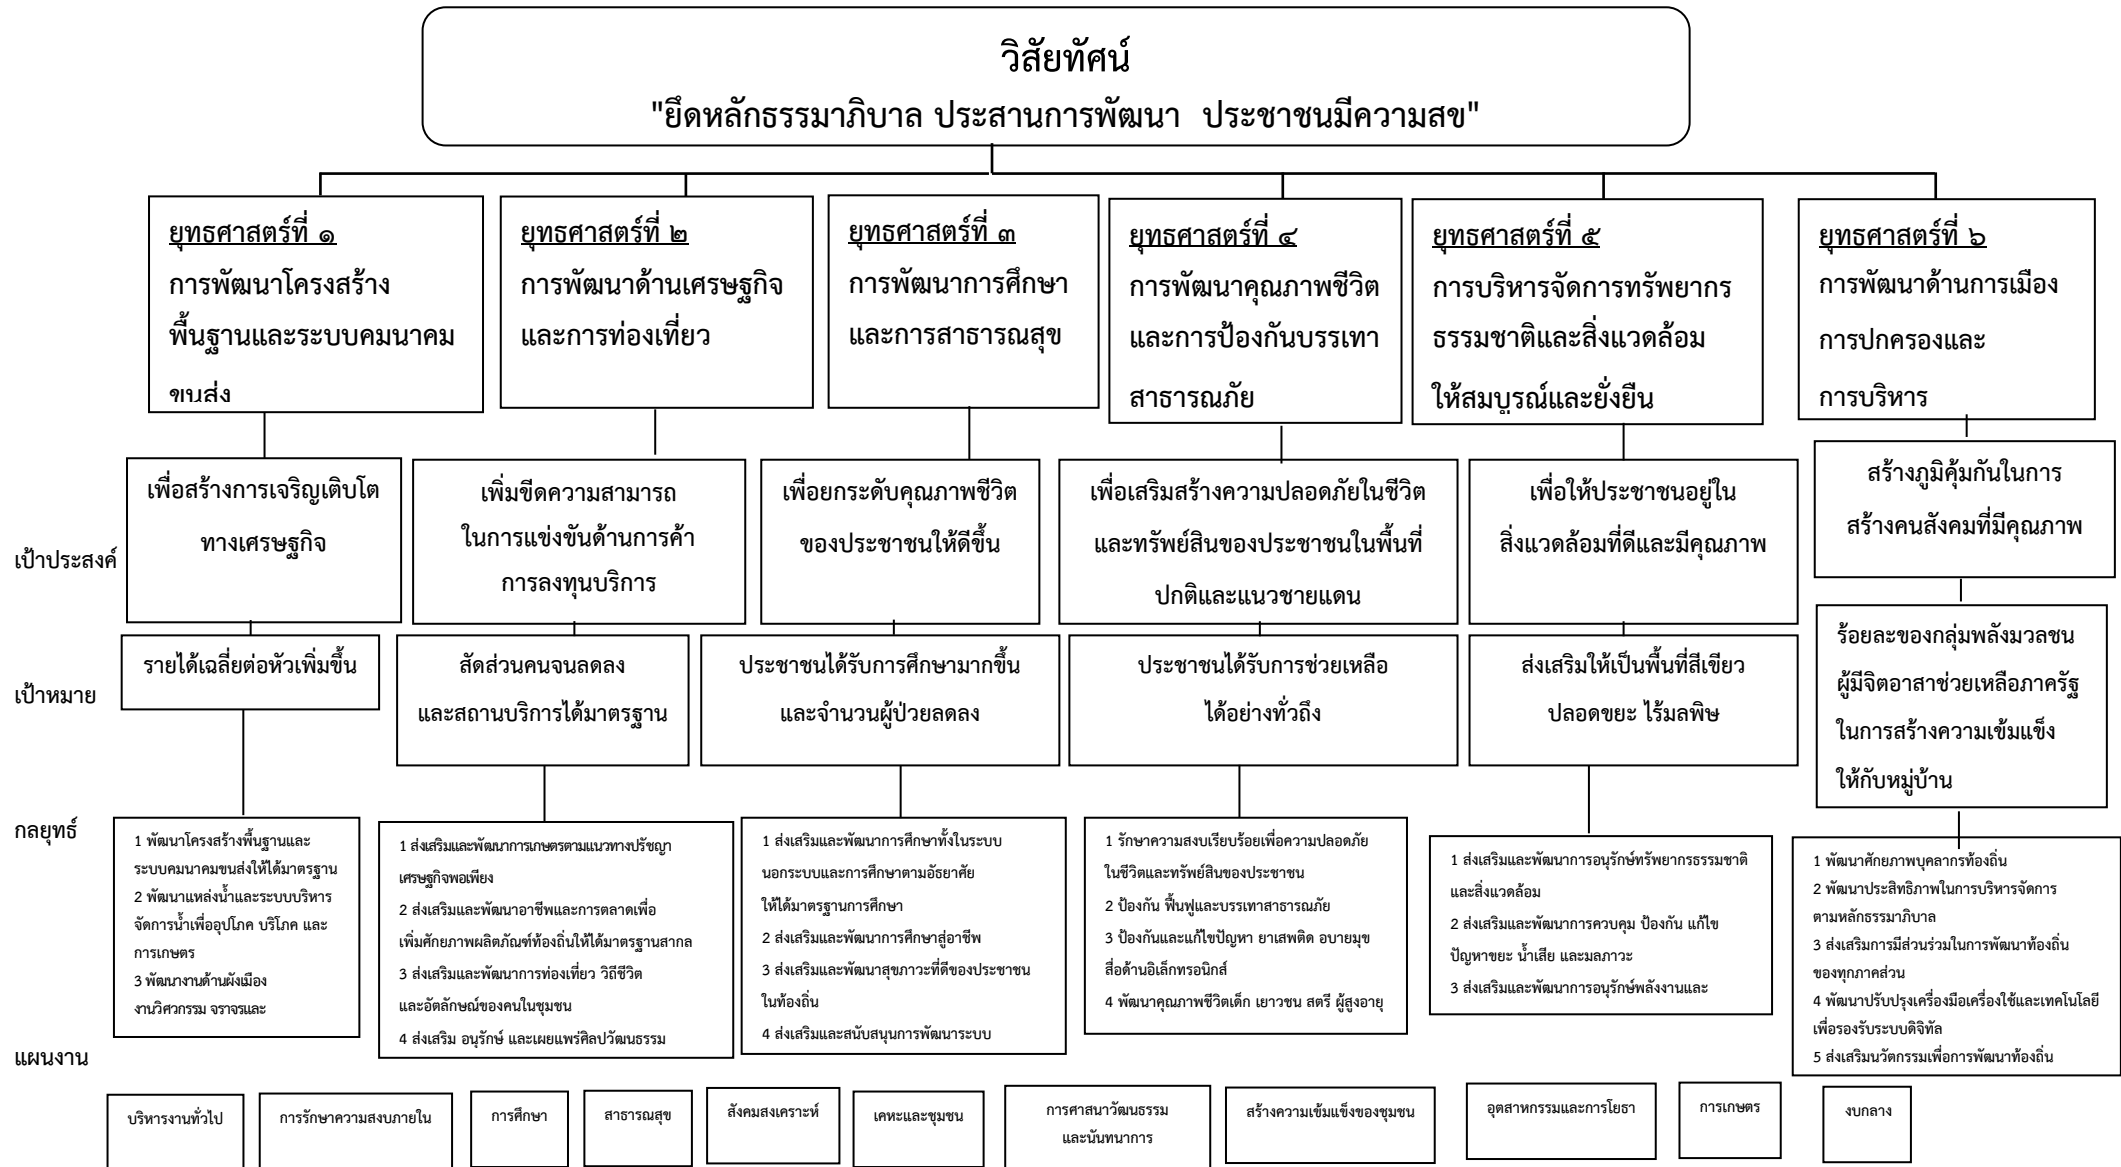 วิสัยทัศน์
"ยึดหลักธรรมาภิบาล ประสานการพัฒนา ประชาชนมีความสข"
ยุทธศาสตร์ที่ ๑
การพัฒนาโครงสร้าง
พื้นฐานและระบบคมนาคม
ขนส่ง
ยุทธศาสตร์ที่ ๒
การพัฒนาด้านเศรษฐกิจ
และการท่องเที่ยว
ยุทธศาสตร์ที่ ๓
การพัฒนาการศึกษา
และการสาธารณสุข
ยุทธศาสตร์ที่ ๔
การพัฒนาคุณภาพชีวิต
และการป้องกันบรรเทา
สาธารณภัย
ยุทธศาสตร์ที่ ๕
การบริหารจัดการทรัพยากร
ธรรมชาติและสิ่งแวดล้อม
ให้สมบูรณ์และยั่งยืน
ยุทธศาสตร์ที่ ๖
การพัฒนาด้านการเมือง
การปกครองและ
การบริหาร
เป้าประสงค์
เพื่อสร้างการเจริญเติบโต
ทางเศรษฐกิจ
เพิ่มขีดความสามารถ
ในการแข่งขันด้านการค้า
การลงทุนบริการ
เพื่อยกระดับคุณภาพชีวิต
ของประชาชนให้ดีขึ้น
เพื่อเสริมสร้างความปลอดภัยในชีวิต
และทรัพย์สินของประชาชนในพื้นที่
ปกติและแนวชายแดน
เพื่อให้ประชาชนอยู่ใน
สิ่งแวดล้อมที่ดีและมีคุณภาพ
สร้างภูมิคุ้มกันในการ
สร้างคนสังคมที่มีคุณภาพ
เป้าหมาย
รายได้เฉลี่ยต่อหัวเพิ่มขึ้น
สัดส่วนคนจนลดลง
และสถานบริการได้มาตรฐาน
ประชาชนได้รับการศึกษามากขึ้น
และจำนวนผู้ป่วยลดลง
ประชาชนได้รับการช่วยเหลือ
ได้อย่างทั่วถึง
ส่งเสริมให้เป็นพื้นที่สีเขียว
ปลอดขยะ ไร้มลพิษ
ร้อยละของกลุ่มพลังมวลชน
ผู้มีจิตอาสาช่วยเหลือภาครัฐ
ในการสร้างความเข้มแข็ง
ให้กับหมู่บ้าน
กลยุทธ์
1 พัฒนาโครงสร้างพื้นฐานและ
ระบบคมนาคมขนส่งให้ได้มาตรฐาน
2 พัฒนาแหล่งน้ำและระบบบริหาร
จัดการน้ำเพื่ออุปโภค บริโภค และ
การเกษตร
3 พัฒนางานด้านผังเมือง
งานวิศวกรรม จราจรและ
1 ส่งเสริมและพัฒนาการเกษตรตามแนวทางปรัชญา
เศรษฐกิจพอเพียง
2 ส่งเสริมและพัฒนาอาชีพและการตลาดเพื่อ
เพิ่มศักยภาพผลิตภัณฑ์ท้องถิ่นให้ได้มาตรฐานสากล
3 ส่งเสริมและพัฒนาการท่องเที่ยว วิถีชีวิต
และอัตลักษณ์ของคนในชุมชน
4 ส่งเสริม อนุรักษ์ และเผยแพร่ศิลปวัฒนธรรม
1 ส่งเสริมและพัฒนาการศึกษาทั้งในระบบ
นอกระบบและการศึกษาตามอัธยาศัย
ให้ได้มาตรฐานการศึกษา
2 ส่งเสริมและพัฒนาการศึกษาสู่อาชีพ
3 ส่งเสริมและพัฒนาสุขภาวะที่ดีของประชาชน
ในท้องถิ่น
4 ส่งเสริมและสนับสนุนการพัฒนาระบบ
1 รักษาความสงบเรียบร้อยเพื่อความปลอดภัย
ในชีวิตและทรัพย์สินของประชาชน
2 ป้องกัน ฟื้นฟูและบรรเทาสาธารณภัย
3 ป้องกันและแก้ไขปัญหา ยาเสพติด อบายมุข
สื่อด้านอิเล็กทรอนิกส์
4 พัฒนาคุณภาพชีวิตเด็ก เยาวชน สตรี ผู้สูงอายุ
1 ส่งเสริมและพัฒนาการอนุรักษ์ทรัพยากรธรรมชาติ
และสิ่งแวดล้อม
2 ส่งเสริมและพัฒนาการควบคุม ป้องกัน แก้ไข
ปัญหาขยะ น้ำเสีย และมลภาวะ
3 ส่งเสริมและพัฒนาการอนุรักษ์พลังงานและ
1 พัฒนาศักยภาพบุคลากรท้องถิ่น
2 พัฒนาประสิทธิภาพในการบริหารจัดการ
ตามหลักธรรมาภิบาล
3 ส่งเสริมการมีส่วนร่วมในการพัฒนาท้องถิ่น
ของทุกภาคส่วน
4 พัฒนาปรับปรุงเครื่องมือเครื่องใช้และเทคโนโลยี
เพื่อรองรับระบบดิจิทัล
5 ส่งเสริมนวัตกรรมเพื่อการพัฒนาท้องถิ่น
แผนงาน
บริหารงานทั่วไป
การรักษาความสงบภายใน
การศึกษา
สาธารณสุข
สังคมสงเคราะห์
เคหะและชุมชน
การศาสนาวัฒนธรรม
และนันทนาการ
สร้างความเข้มแข็งของชุมชน
อุตสาหกรรมและการโยธา
การเกษตร
งบกลาง